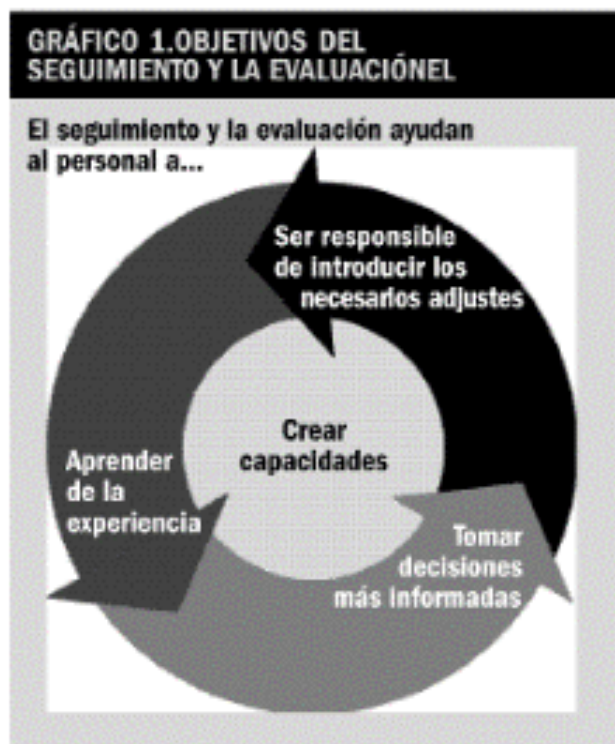 GRÁFICO 1.OBJETIVOS DEL
SEGUIMIENTO Y LA EVALUACIÓNEL
El seguimiento y la evaluación ayudan
al personal a...
Ser responsible
de introducir los
necesarios adjustes
Crear
capacidades
Aprender
de la
experiencia
Tomar
decisiones
más informadas